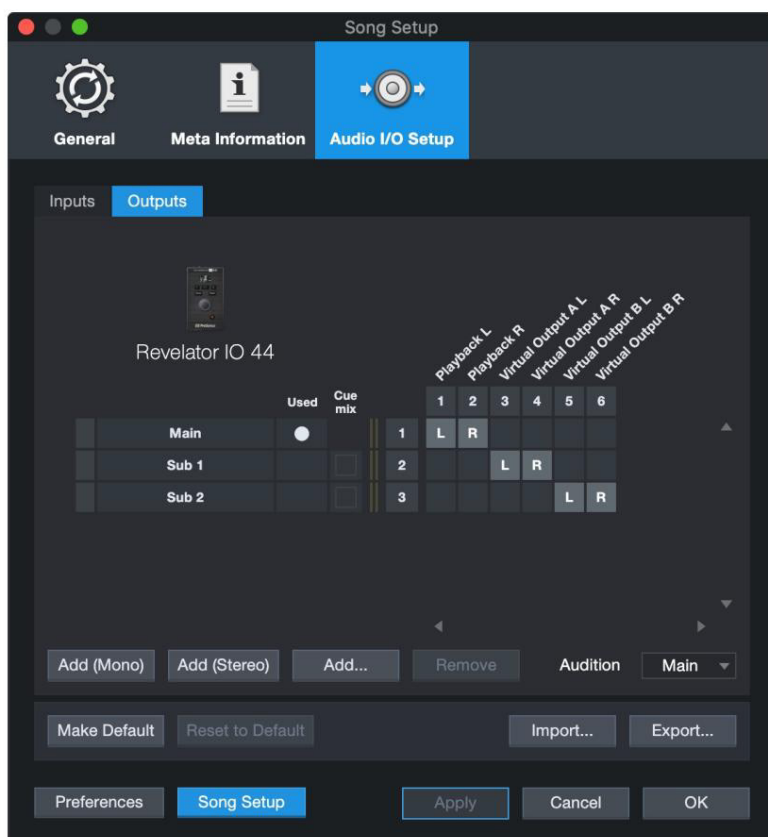 Song Setup
General
Meta Information
Audio I/O Setup
Inputs
Outputs
Revelator IO 44
Playback L
Playback R
Virtual Output A L
Virtual Output A R
Virtual Output B L
Virtual Output B R
Used
Cue
mix
1 2 3 4 5 6
Main 1 L R
Sub 1 2 L R
Sub 2 3 L R
Add (Mono) Add (Stereo) Add... Remove Audition Main
Make Default Reset to Default Import... Export...
Preferences Song Setup Apply Cancel OK